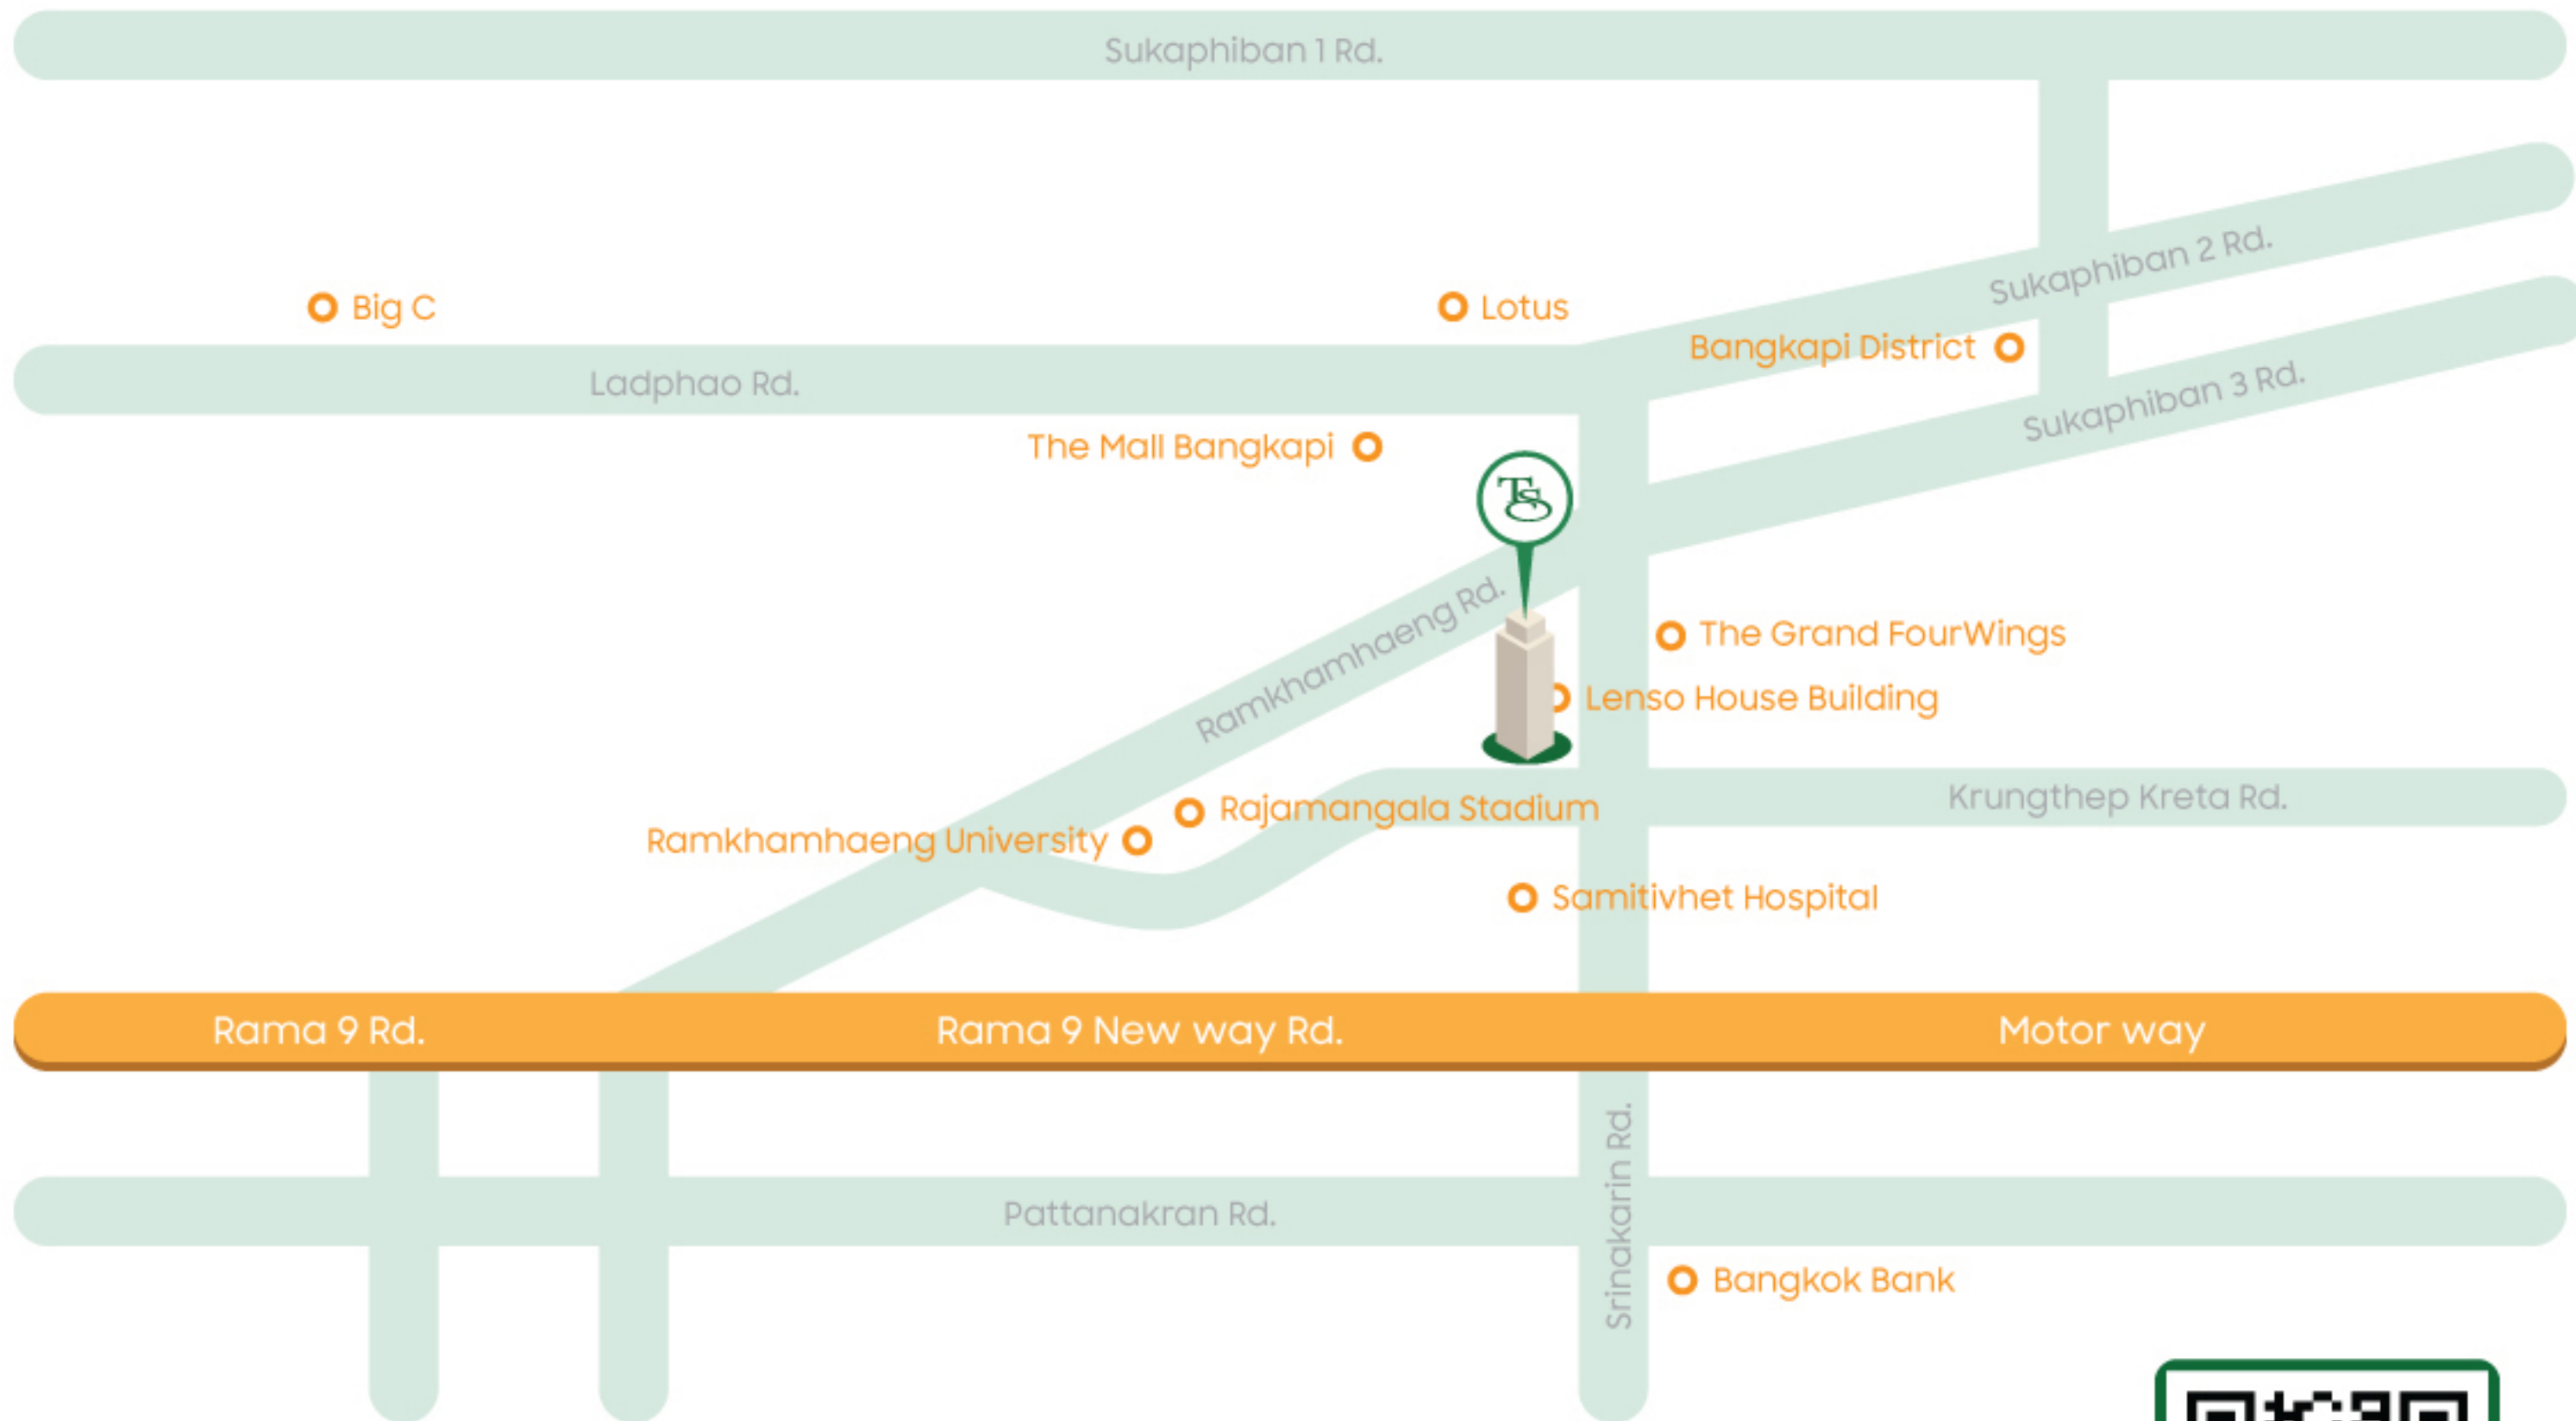 Sukaphiban 1 Rd.
Sukaphiban 2 Rd.
Big C
Lotus
Bangkapi District
Ladphao Rd.
Sukaphiban 3 Rd.
The Mall Bangkapi
TS
Ramkhamhaeng Rd.
The Grand FourWings
Lenso House Building
Krungthep Kreta Rd.
Rajamangala Stadium
Ramkhamhaeng University
Samitivhet Hospital
Rama 9 Rd.
Rama 9 New way Rd.
Motor way
Srinakarin Rd.
Pattanakran Rd.
Bangkok Bank